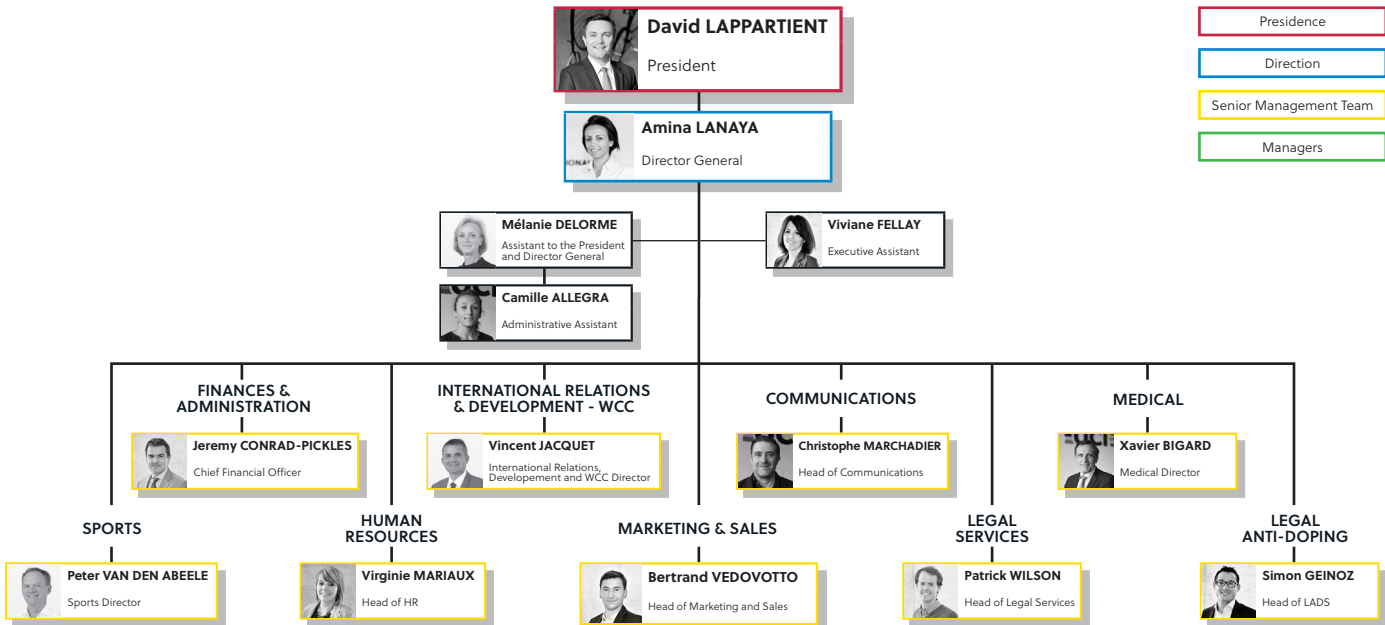 David LAPPARTIENT
President
Presidence
Direction
Senior Management Team
Managers
Amina LANAYA
Director General
Mélanie DELORME
Assistant to the President
and Director General
Viviane FELLAY
Executive Assistant
Camille ALLEGRA
Administrative Assistant
FINANCES &
ADMINISTRATION
Jeremy CONRAD-PICKLES
Chief Financial Officer
INTERNATIONAL RELATIONS
& DEVELOPMENT - WCC
Vincent JACQUET
International Relations,
Developement and WCC Director
COMMUNICATIONS
Christophe MARCHADIER
Head of Communications
MEDICAL
Xavier BIGARD
Medical Director
SPORTS
Peter VAN DEN ABEELE
Sports Director
HUMAN
RESOURCES
Virginie MARIAUX
Head of HR
MARKETING & SALES
Bertrand VEDOVOTTO
Head of Marketing and Sales
LEGAL
SERVICES
Patrick WILSON
Head of Legal Services
LEGAL
ANTI-DOPING
Simon GEINOZ
Head of LADS